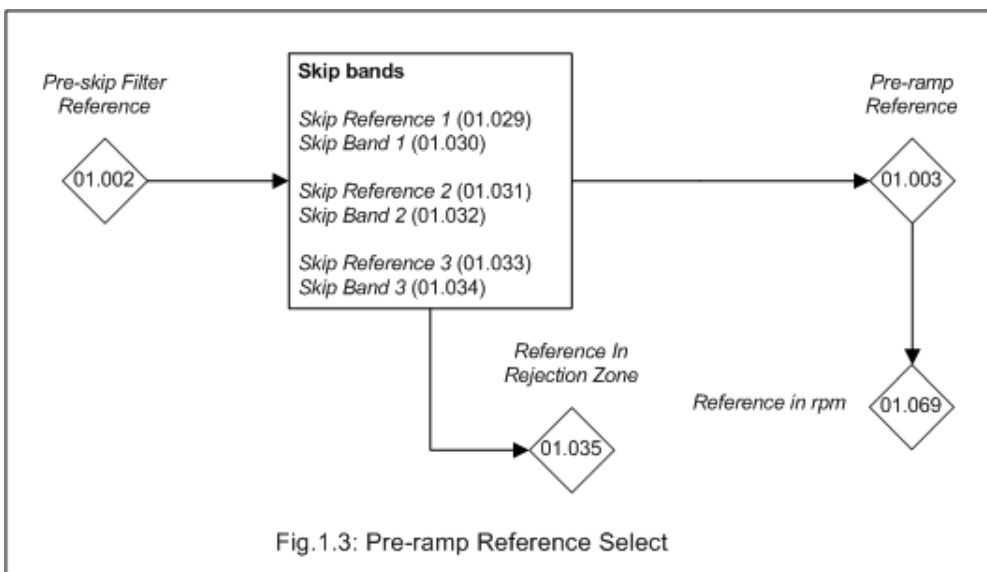 Pre-skip Filter
Reference
01.002
Skip bands
Skip Reference 1 (01.029)
Skip Band 1 (01.030)
Skip Reference 2 (01.031)
Skip Band 2 (01.032)
Skip Reference 3 (01.033)
Skip Band 3 (01.034)
Pre-ramp
Reference
01.003
Reference In
Rejection Zone
01.035
Reference in rpm
01.069
Fig.1.3: Pre-ramp Reference Select